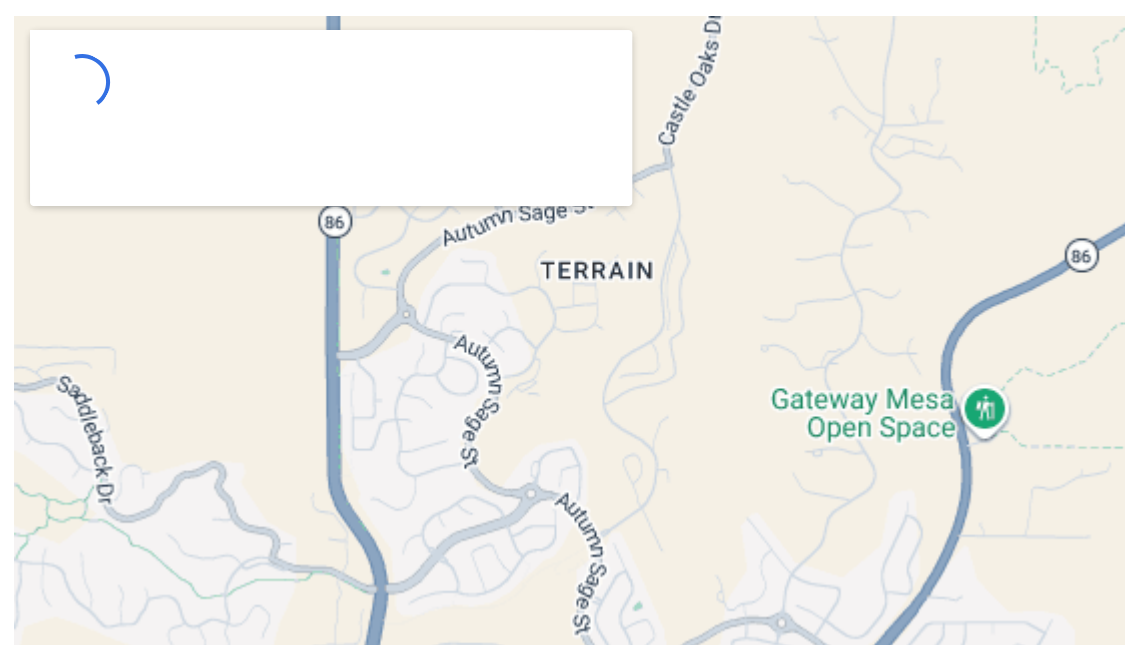 Castle Oaks Dr
86
Autumn Sage St
86
TERRAIN
Autumn Sage St
Saddleback Dr
Gateway Mesa
Open Space
Autumn Sage St